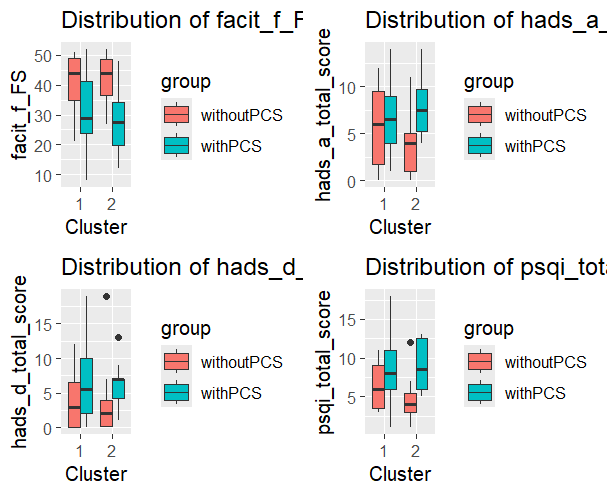 Distribution of facit_f_F
facit_f_FS
50
40
30
20
10
1 2
Cluster
group
withoutPCS
withPCS
Distribution of hads_a_
hads_a_total_score
10
5
0
1 2
Cluster
group
withoutPCS
withPCS
Distribution of hads_d_
hads_d_total_score
15
10
5
0
1 2
Cluster
group
withoutPCS
withPCS
Distribution of psqi_tota
psqi_total_score
15
10
5
1 2
Cluster
group
withoutPCS
withPCS